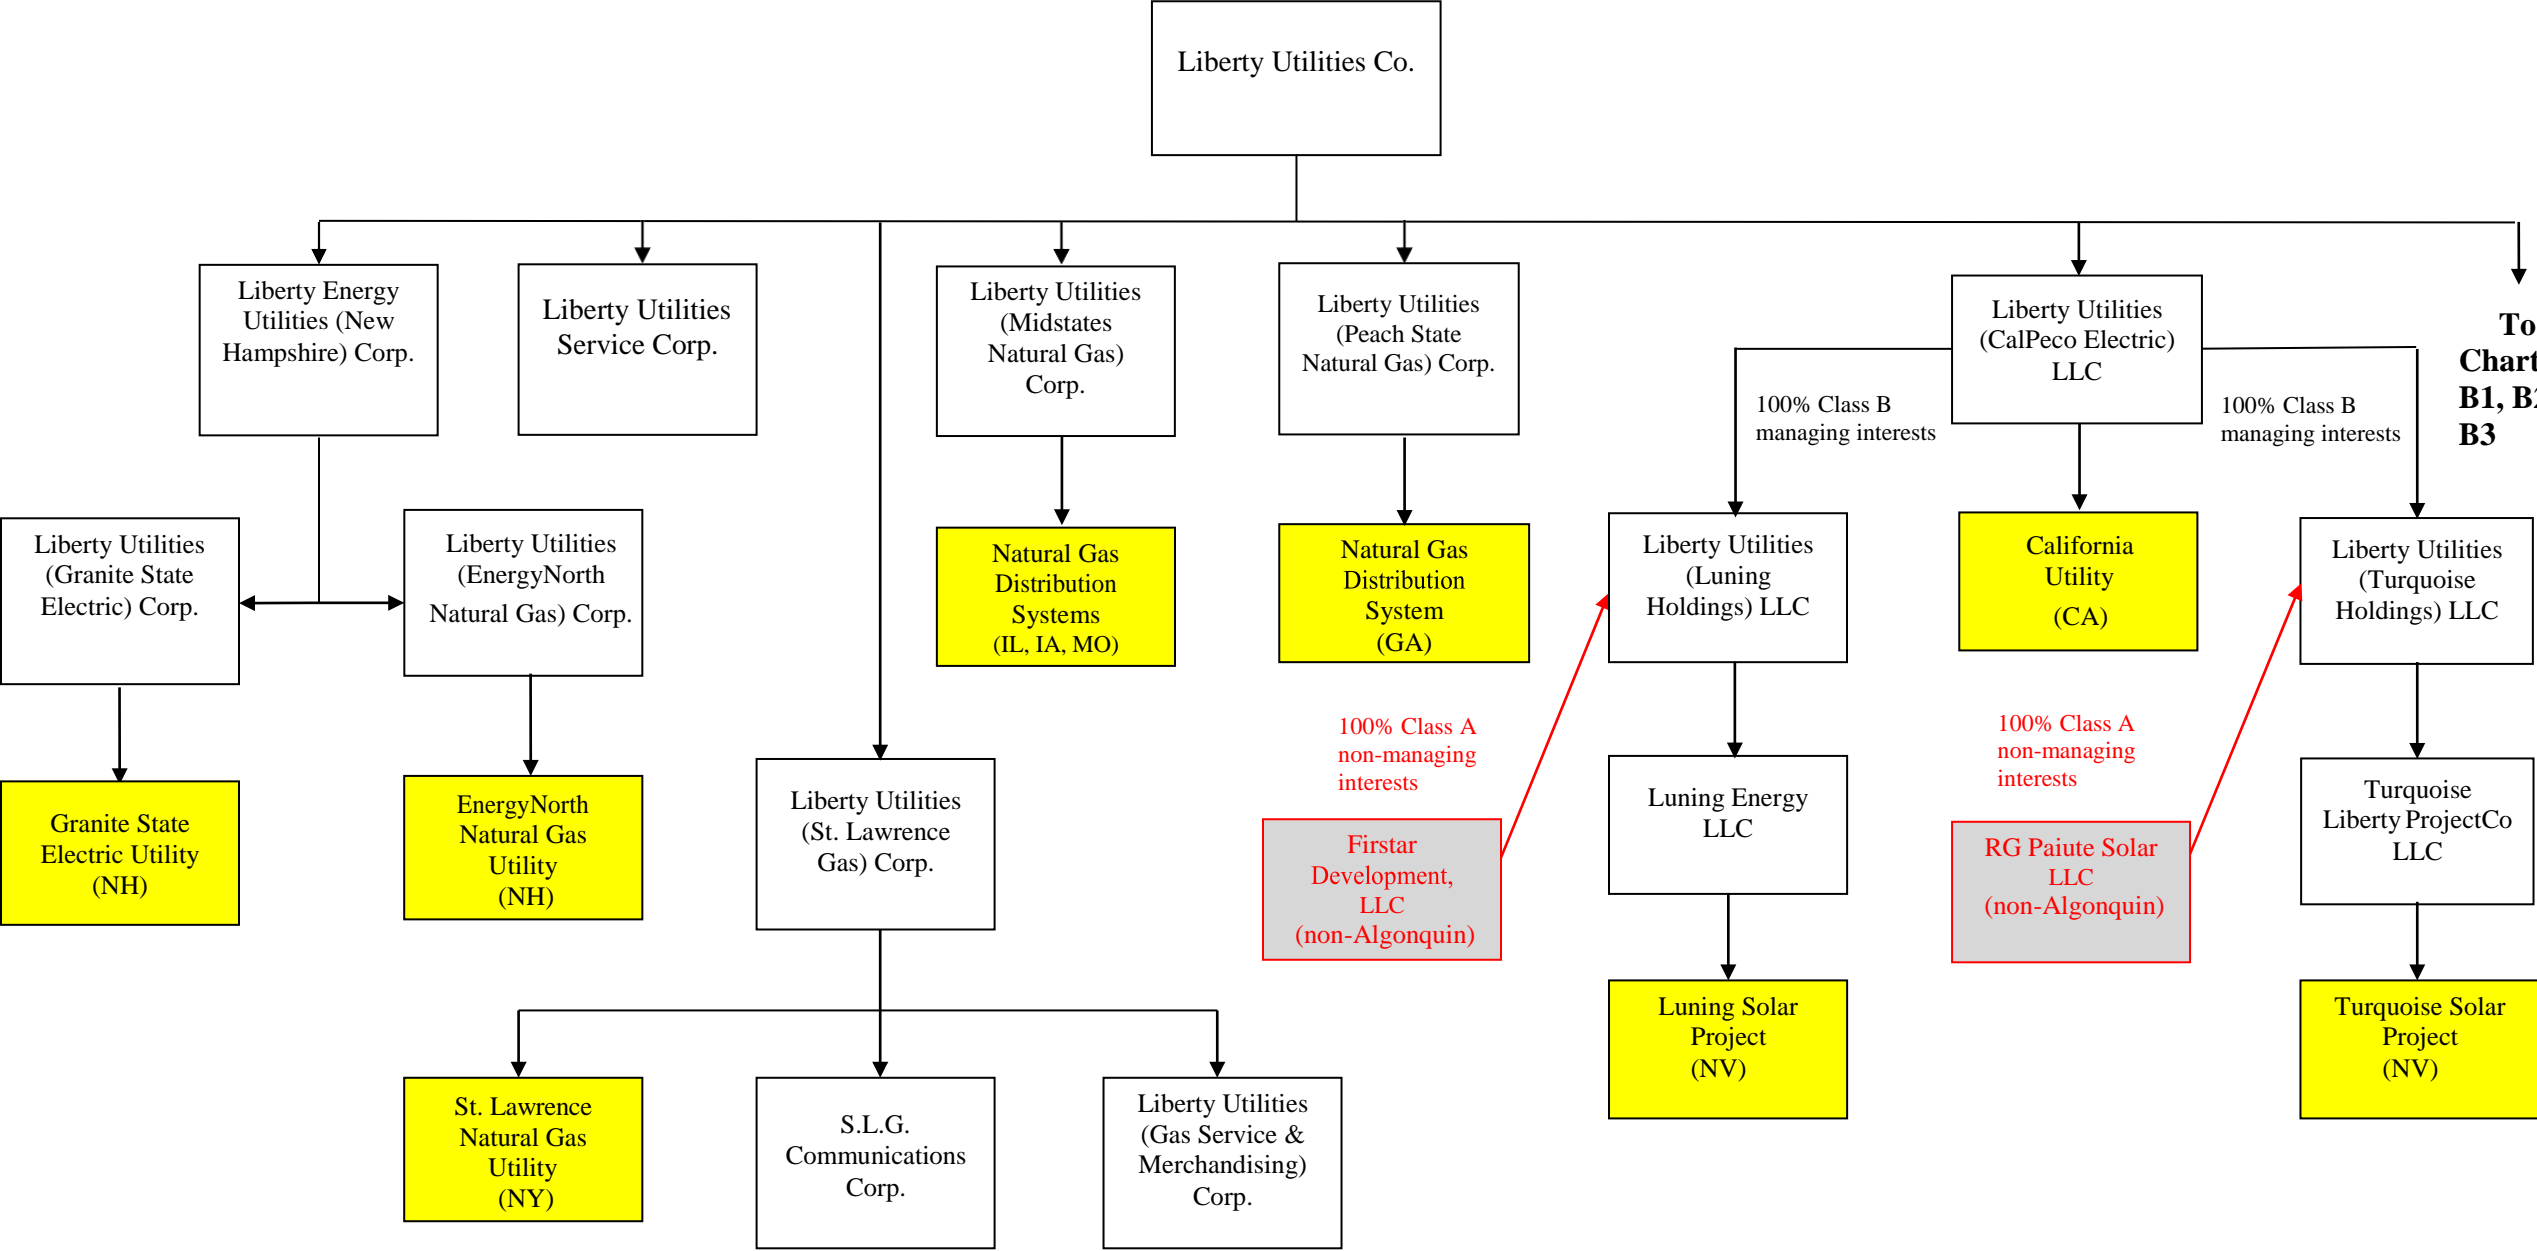 Liberty Utilities Co.
Liberty Energy
Utilities (New
Hampshire) Corp.
Liberty Utilities
Service Corp.
Liberty Utilities
(Midstates
Natural Gas)
Corp.
Liberty Utilities
(Peach State
Natural Gas) Corp.
Liberty Utilities
(CalPeco Electric)
LLC
To
Chart
B1, B2
B3
100% Class B
managing interests
100% Class B
managing interests
Liberty Utilities
(Granite State
Electric) Corp.
Liberty Utilities
(EnergyNorth
Natural Gas) Corp.
Natural Gas
Distribution
Systems
(IL, IA, MO)
Natural Gas
Distribution
System
(GA)
Liberty Utilities
(Luning
Holdings) LLC
California
Utility
(CA)
Liberty Utilities
(Turquoise
Holdings) LLC
100% Class A
non-managing
interests
100% Class A
non-managing
interests
Granite State
Electric Utility
(NH)
EnergyNorth
Natural Gas
Utility
(NH)
Liberty Utilities
(St. Lawrence
Gas) Corp.
Firstar
Development,
LLC
(non-Algonquin)
Luning Energy
LLC
RG Paiute Solar
LLC
(non-Algonquin)
Turquoise
Liberty ProjectCo
LLC
Luning Solar
Project
(NV)
Turquoise Solar
Project
(NV)
St. Lawrence
Natural Gas
Utility
(NY)
S.L.G.
Communications
Corp.
Liberty Utilities
(Gas Service &
Merchandising)
Corp.